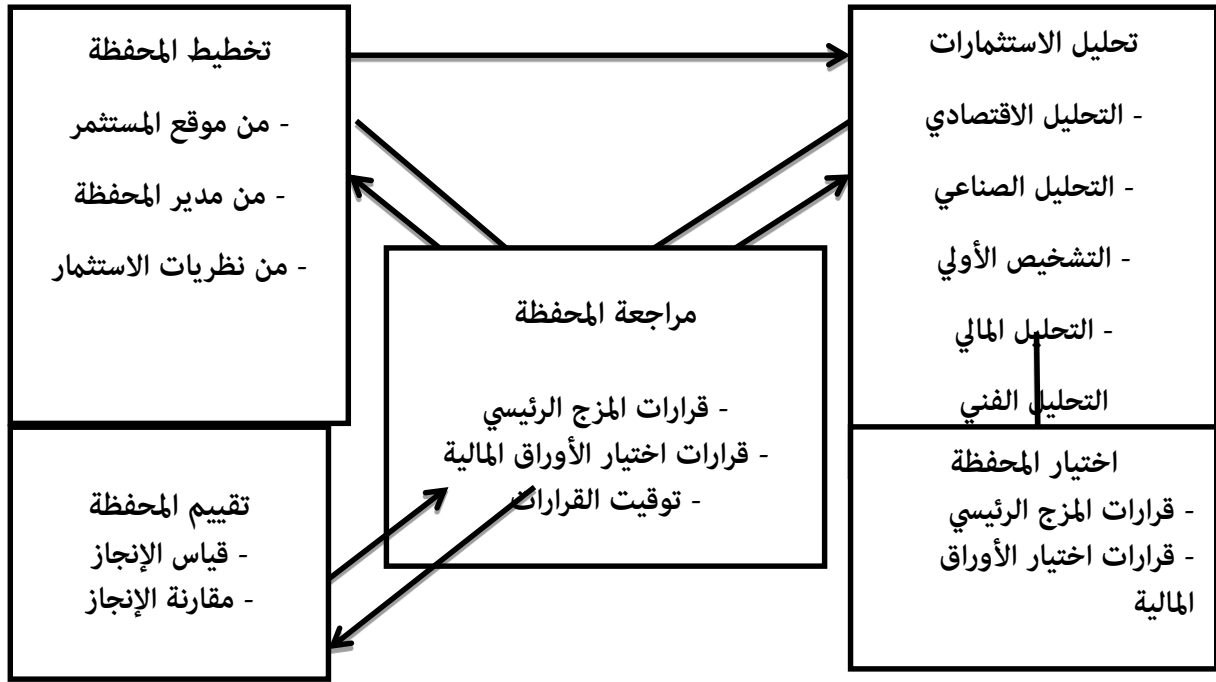 تحليل الاستثمارات
- التحليل الاقتصادي
- التحليل الصناعي
- التشخيص الأولي
- التحليل المالي
التحليل الفني
تخطيط المحفظة
- من موقع المستثمر
- من مدير المحفظة
- من نظريات الاستثمار
مراجعة المحفظة
- قرارات المزج الرئيسي
- قرارات اختيار الأوراق المالية
- توقيت القرارات
اختيار المحفظة
- قرارات المزج الرئيسي
- قرارات اختيار الأوراق
المالية
تقييم المحفظة
- قياس الإنجاز
- مقارنة الإنجاز